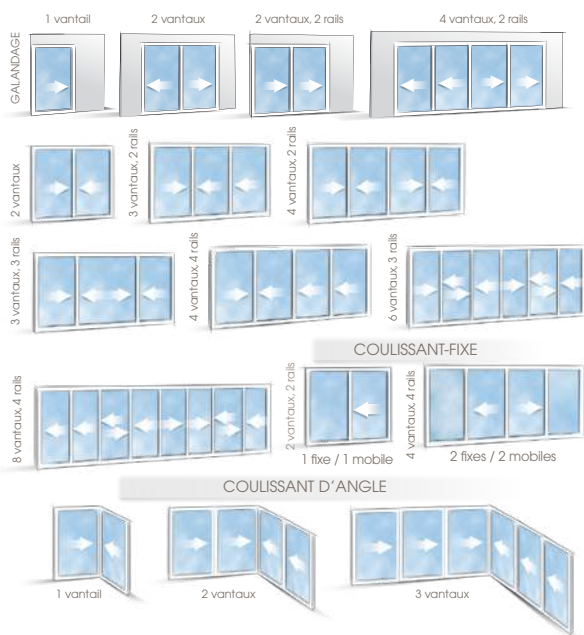 1 vantail
2 vantaux
2 vantaux, 2 rails
4 vantaux, 2 rails
GALANDAGE
2 vantaux
3 vantaux, 2 rails
4 vantaux, 2 rails
3 vantaux, 3 rails
4 vantaux, 4 rails
6 vantaux, 3 rails
COULISSANT-FIXE
8 vantaux, 4 rails
2 vantaux, 2 rails
4 vantaux, 4 rails
1 fixe / 1 mobile
2 fixes / 2 mobiles
COULISSANT D'ANGLE
1 vantail
2 vantaux
3 vantaux